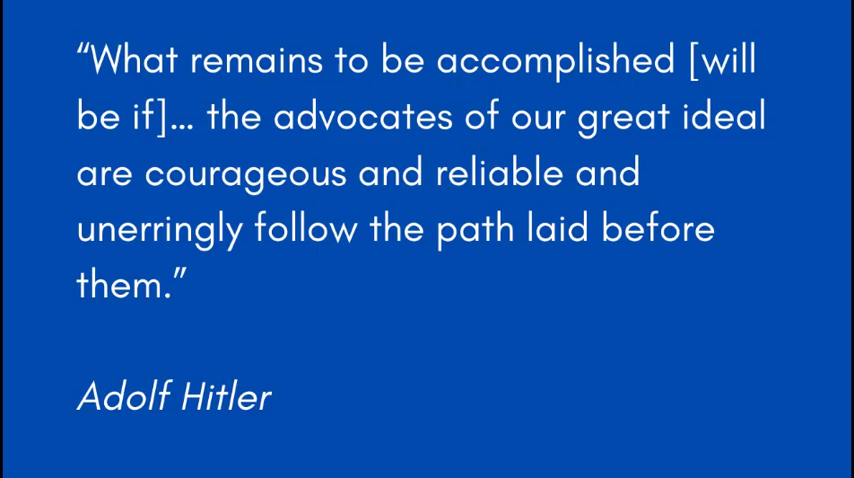 “What remains to be accomplished [will
be if]... the advocates of our great ideal
are courageous and reliable and
unerringly follow the path laid before
them.”
Adolf Hitler